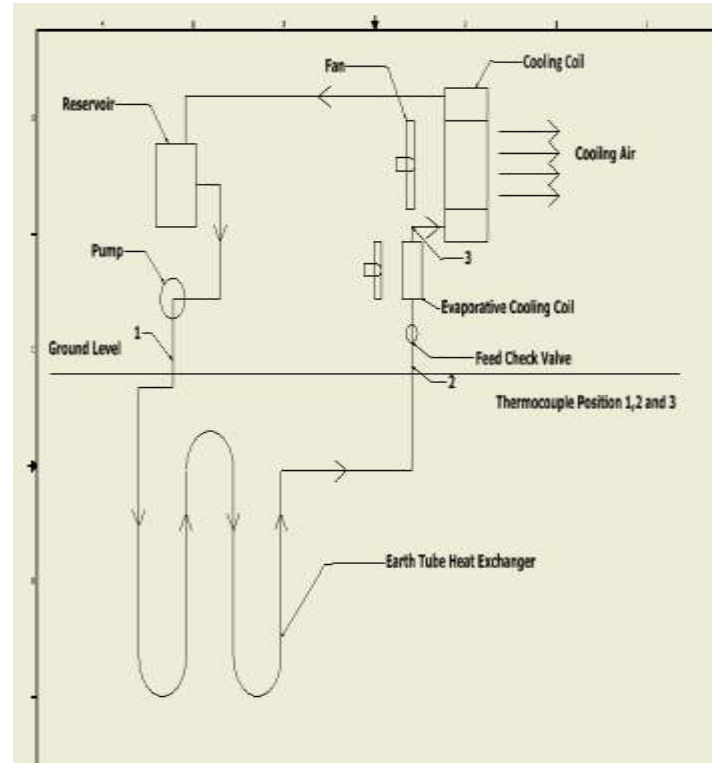 Fan
Cooling Coil
Reservoir
Cooilng Air
Pump
3
Evaporative Cooling Coil
1
Ground Level
Feed Check Valve
2
Thermocouple Position 1,2 and 3
Earth Tube Heat Exchanger